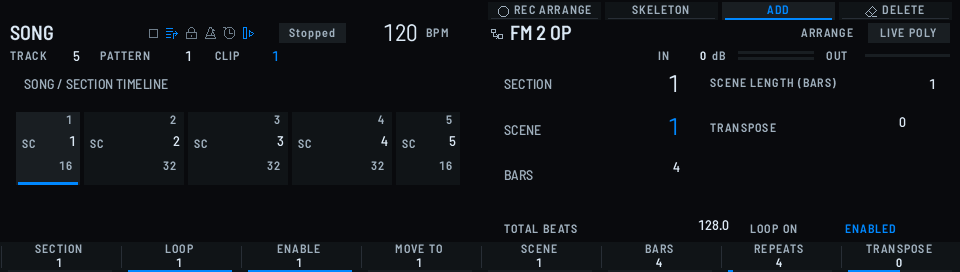 REC ARRANGE SKELETON ADD DELETE
SONG Stopped 120 BPM FM 2 OP ARRANGE LIVE POLY
TRACK 5 PATTERN 1 CLIP 1 IN 0 dB OUT
SONG / SECTION TIMELINE SECTION 1 SCENE LENGTH (BARS) 1
1 2 3 4 5
SC 1 SC 2 SC 3 SC 4 SC 5 SCENE 1 TRANSPOSE 0
16 32 32 32 16
BARS 4
TOTAL BEATS 128.0 LOOP ON ENABLED
SECTION LOOP ENABLE MOVE TO SCENE BARS REPEATS TRANSPOSE
1 1 1 1 1 4 4 0